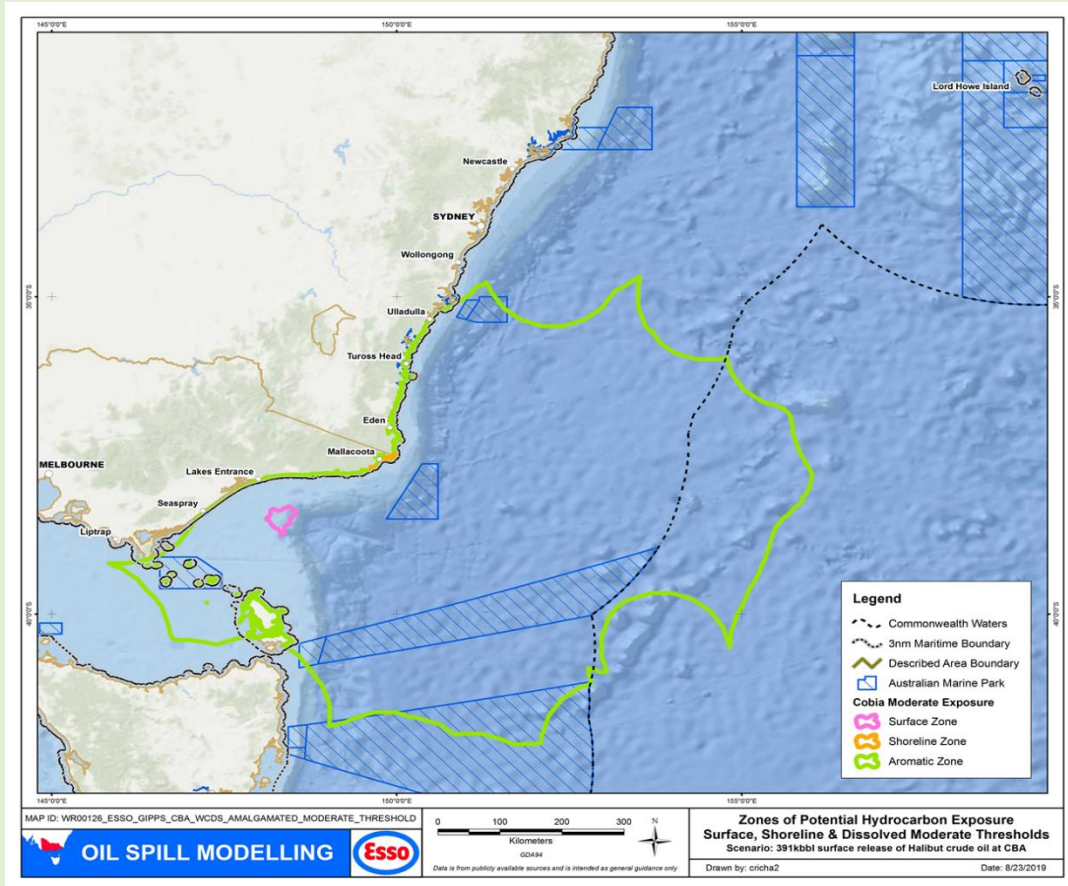 145°0'0"E
150°0'0"E
155°0'0"E
Lord Howe Island
Newcastle
SYDNEY
Wollongong
35°0'0"S
35°0'0"S
Ulladulla
Tuross Head
Eden
Mallacoota
MELBOURNE
Lakes Entrance
Seaspray
Liptrap
40°0'0"S
40°0'0"S
Legend
Commonwealth Waters
3nm Maritime Boundary
Described Area Boundary
Australian Marine Park
Cobia Moderate Exposure
Surface Zone
Shoreline Zone
Aromatic Zone
145°0'0"E
150°0'0"E
155°0'0"E
MAP ID: WR00126_ESSO_GIPPS_CBA_WCDS_AMALGAMATED_MODERATE_THRESHOLD
OIL SPILL MODELLING
Esso
0 100 200 300
Kilometers
GDA94
N
Data is from publicly available sources and is intended as general guidance only
Zones of Potential Hydrocarbon Exposure
Surface, Shoreline & Dissolved Moderate Thresholds
Scenario: 391kbbl surface release of Halibut crude oil at CBA
Drawn by: cricha2
Date: 8/23/2019